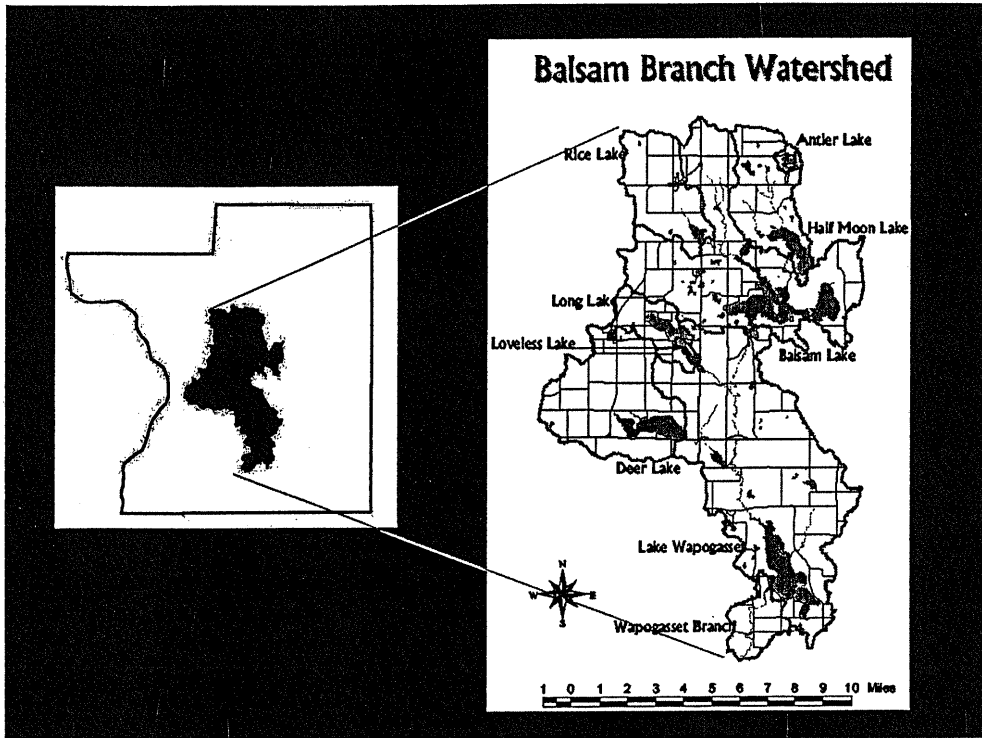 Balsam Branch Watershed
Antler Lake
Rice Lake
Half Moon Lake
Long Lak
Loveless Lake
Balsam Lake
Deer Lake
Lake Wapogasset
N
W E
S
Wapogasset Branch
1 0 1 2 3 4 5 6 7 8 9 10 Miles